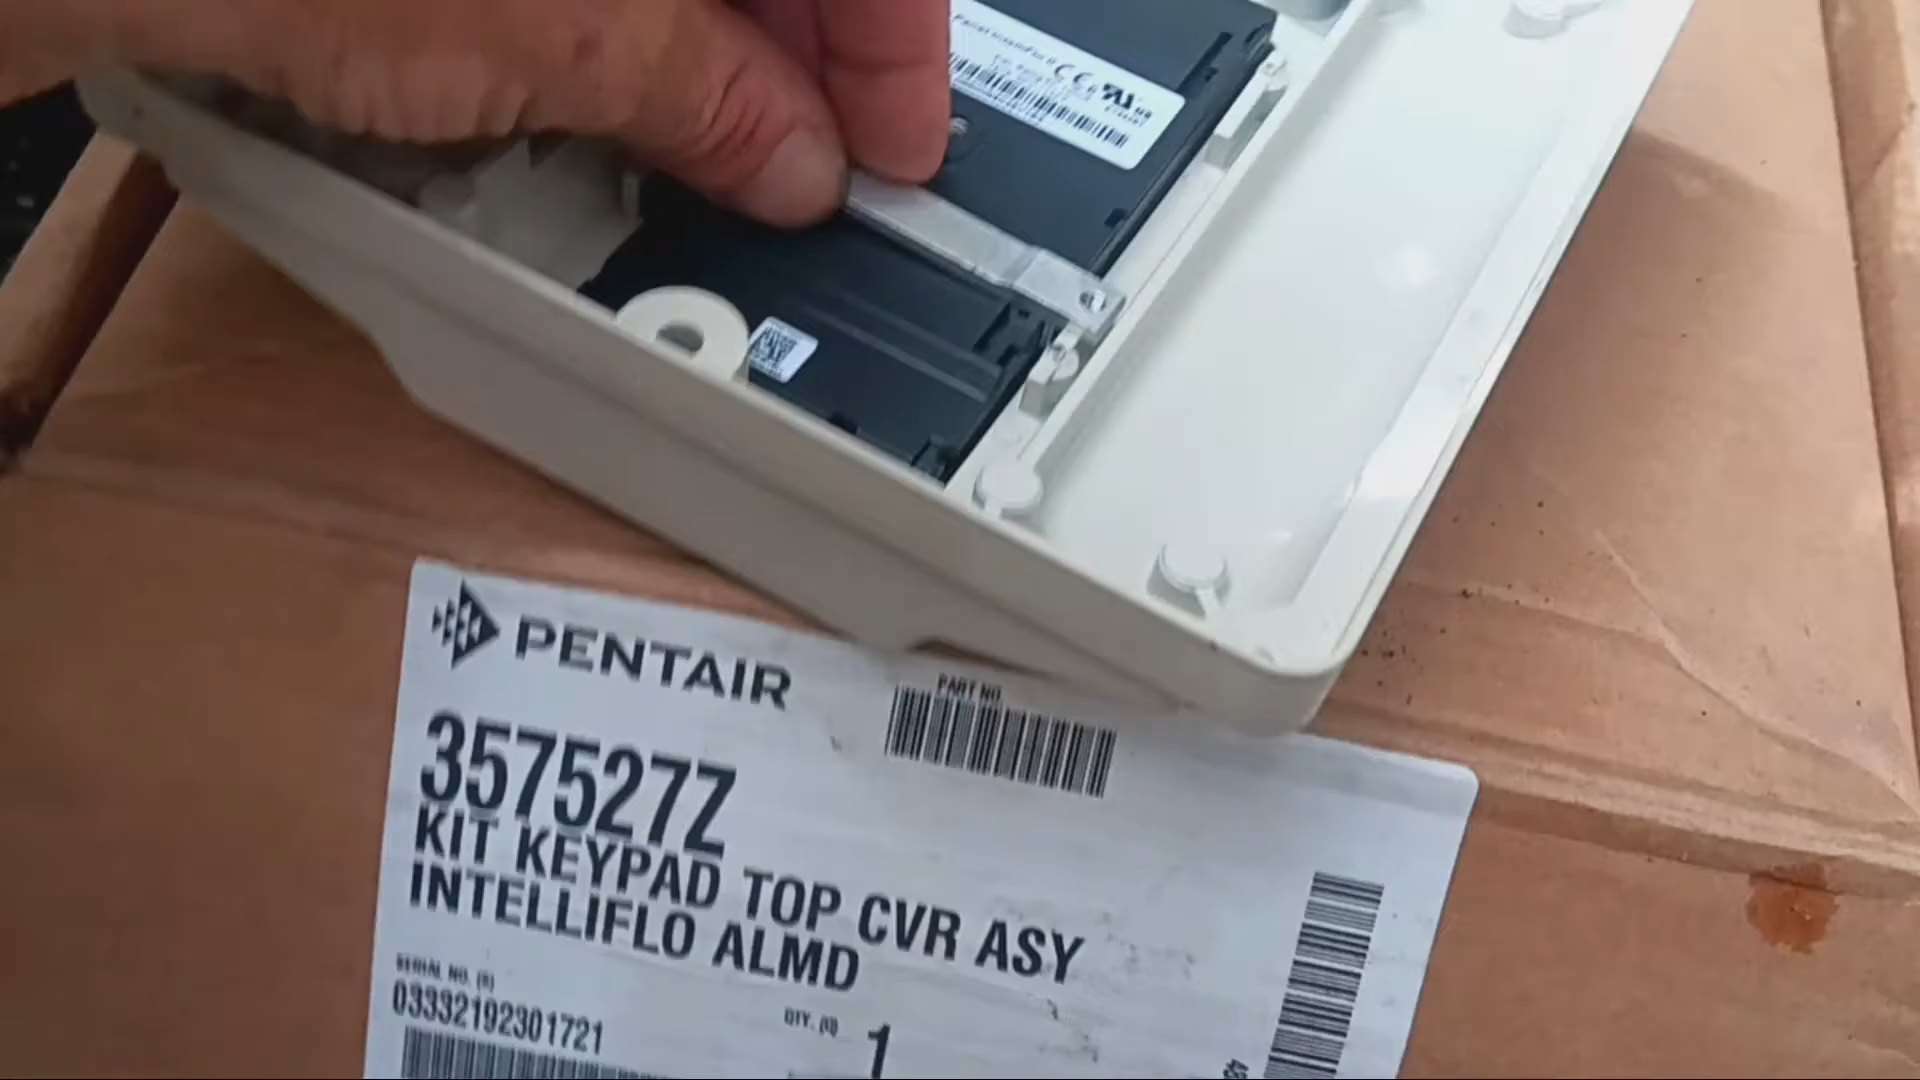 PENTAIR
PART NO.
357527Z
KIT KEYPAD TOP CVR ASY
INTELLIFLO ALMD
SERIAL NO. (S)
03332192301721
QTY. (Q)
1